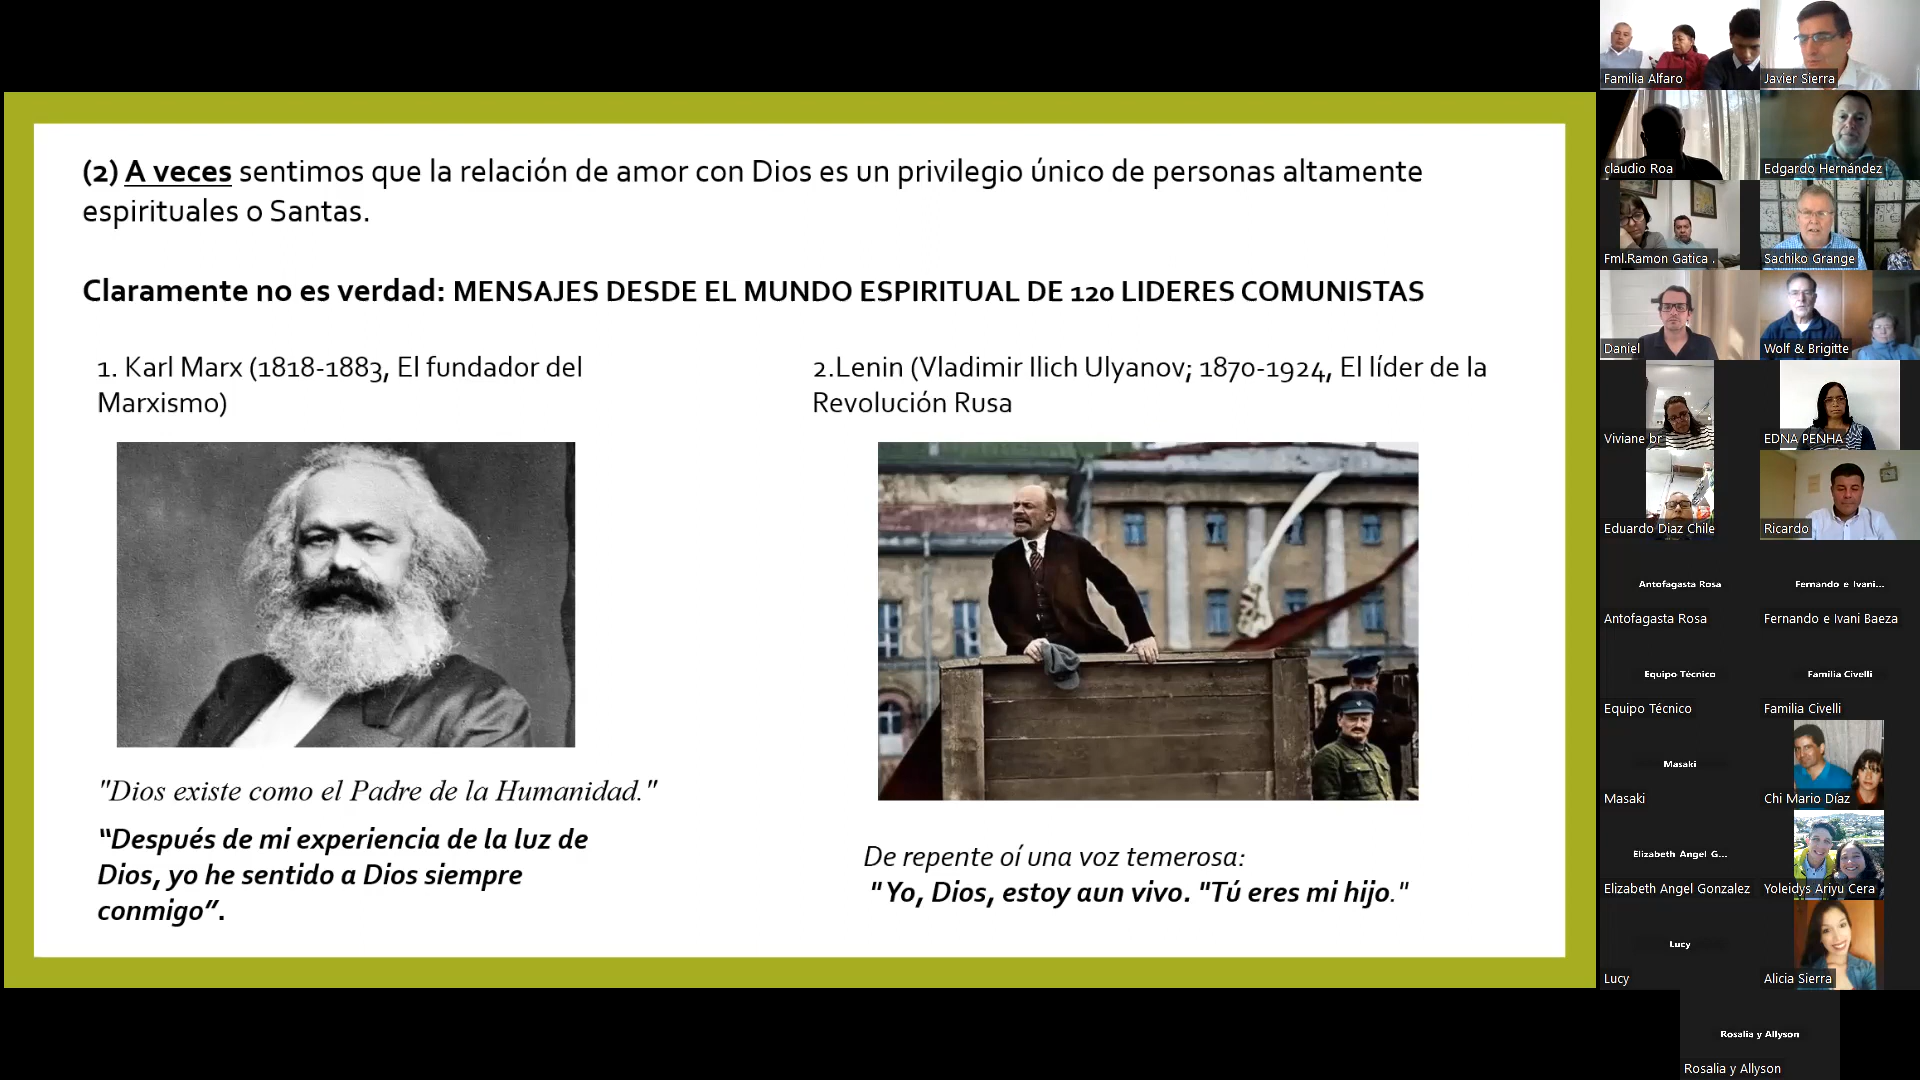 (2) A veces sentimos que la relación de amor con Dios es un privilegio único de personas altamente
espirituales o Santas.
Claramente no es verdad: MENSAJES DESDE EL MUNDO ESPIRITUAL DE 120 LIDERES COMUNISTAS
1. Karl Marx (1818-1883, El fundador del
Marxismo)
"Dios existe como el Padre de la Humanidad."
“Después de mi experiencia de la luz de
Dios, yo he sentido a Dios siempre
conmigo”.
2.Lenin (Vladimir Ilich Ulyanov; 1870-1924, El líder de la
Revolución Rusa
De repente oí una voz temerosa:
"Yo, Dios, estoy aun vivo. "Tú eres mi hijo."
Familia Alfaro
Javier Sierra
claudio Roa
Edgardo Hernández
Fml.Ramon Gatica .
Sachiko Grange
Daniel
Wolf & Brigitte
Viviane br
EDNA PENHA
Eduardo Diaz Chile
Ricardo
Antofagasta Rosa
Fernando e Ivani...
Antofagasta Rosa
Fernando e Ivani Baeza
Equipo Técnico
Familia Civelli
Equipo Técnico
Familia Civelli
Masaki
Masaki
Chi Mario Díaz
Elizabeth Angel G...
Elizabeth Angel Gonzalez
Yoleidys Ariyu Cera
Lucy
Lucy
Alicia Sierra
Rosalia y Allyson
Rosalia y Allyson